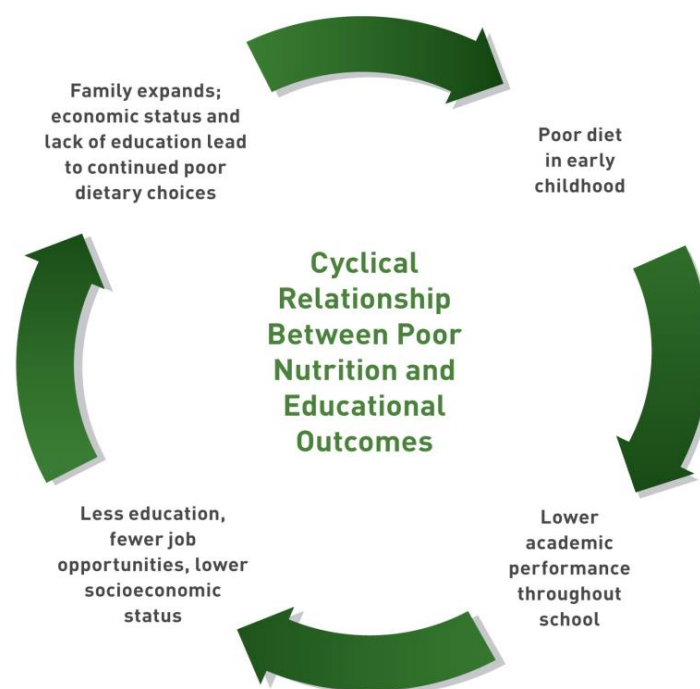 Family expands;
economic status and
lack of education lead
to continued poor
dietary choices
Poor diet
in early
childhood
Cyclical
Relationship
Between Poor
Nutrition and
Educational
Outcomes
Less education,
fewer job
opportunities, lower
socioeconomic
status
Lower
academic
performance
throughout
school